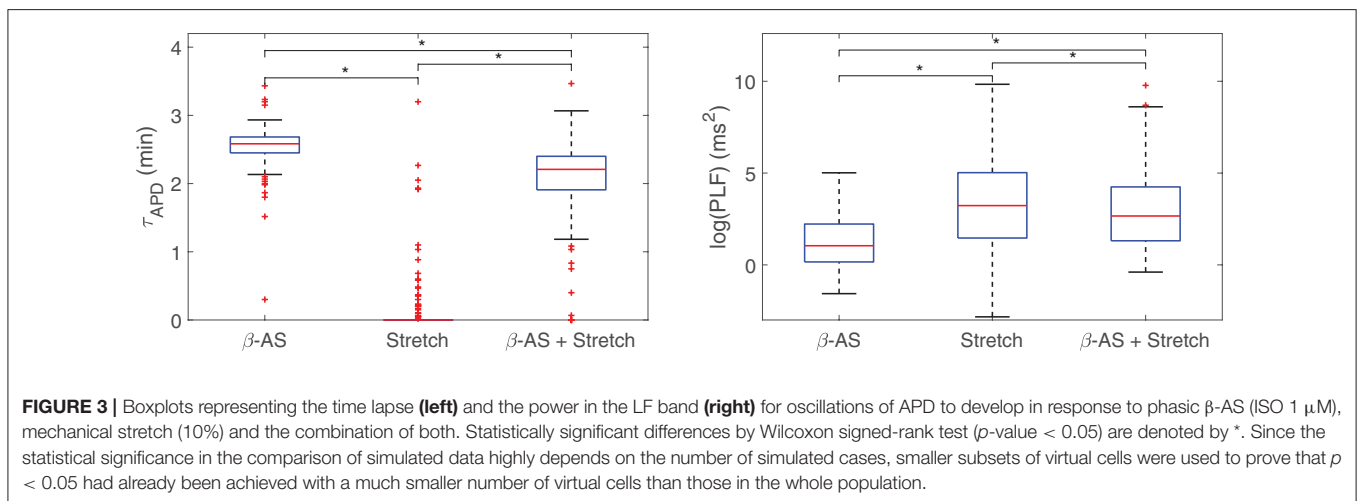 4
3
2
1
0
τAPD (min)
*
*
*
β-AS
Stretch
β-AS + Stretch
10
5
0
log(PLF) (ms²)
*
*
*
β-AS
Stretch
β-AS + Stretch
FIGURE 3 | Boxplots representing the time lapse (left) and the power in the LF band (right) for oscillations of APD to develop in response to phasic β-AS (ISO 1 μM),
mechanical stretch (10%) and the combination of both. Statistically significant differences by Wilcoxon signed-rank test (p-value < 0.05) are denoted by *. Since the
statistical significance in the comparison of simulated data highly depends on the number of simulated cases, smaller subsets of virtual cells were used to prove that p
< 0.05 had already been achieved with a much smaller number of virtual cells than those in the whole population.